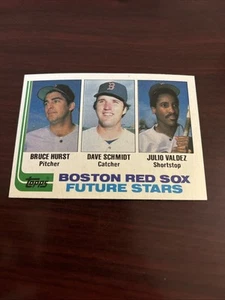 BRUCE HURST DAVE SCHMIDT JULIO VALDEZ
Pitcher Catcher Shortstop
topps BOSTON RED SOX
FUTURE STARS